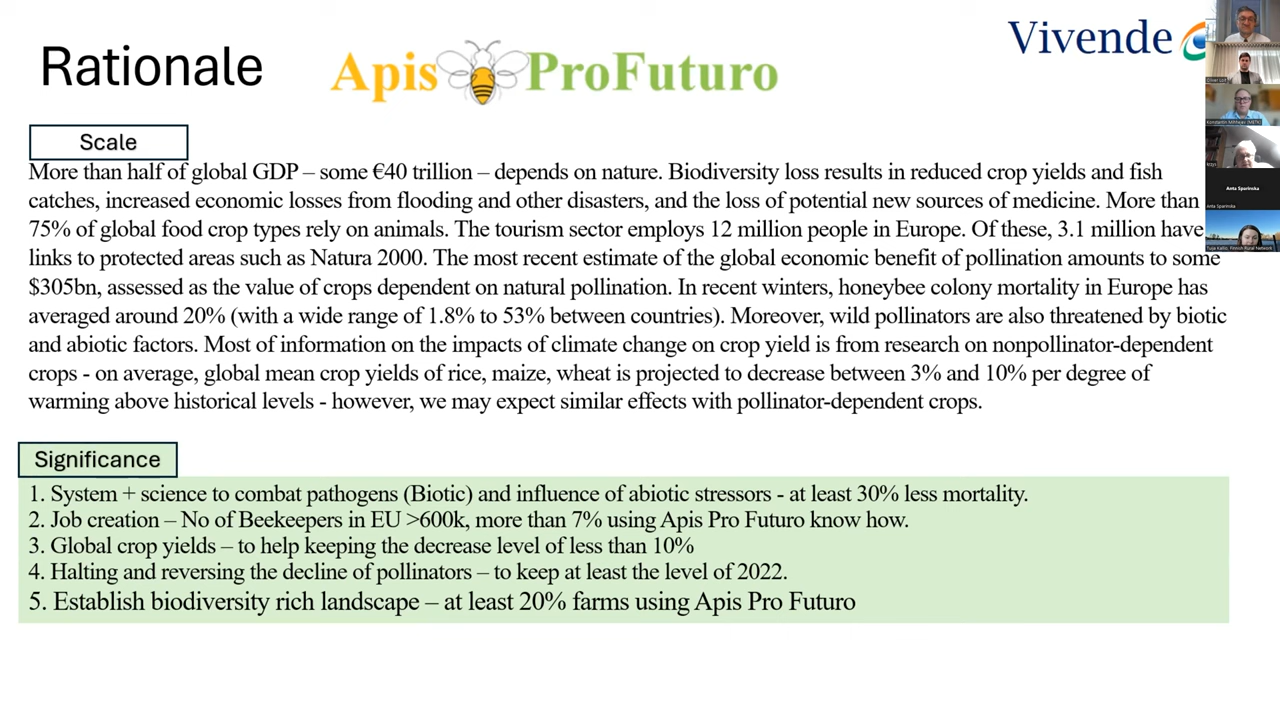 Rationale
Apis ProFuturo
Vivende
Scale
More than half of global GDP – some €40 trillion – depends on nature. Biodiversity loss results in reduced crop yields and fish
catches, increased economic losses from flooding and other disasters, and the loss of potential new sources of medicine. More than
75% of global food crop types rely on animals. The tourism sector employs 12 million people in Europe. Of these, 3.1 million have
links to protected areas such as Natura 2000. The most recent estimate of the global economic benefit of pollination amounts to some
$305bn, assessed as the value of crops dependent on natural pollination. In recent winters, honeybee colony mortality in Europe has
averaged around 20% (with a wide range of 1.8% to 53% between countries). Moreover, wild pollinators are also threatened by biotic
and abiotic factors. Most of information on the impacts of climate change on crop yield is from research on nonpollinator-dependent
crops - on average, global mean crop yields of rice, maize, wheat is projected to decrease between 3% and 10% per degree of
warming above historical levels - however, we may expect similar effects with pollinator-dependent crops.
Significance
1. System + science to combat pathogens (Biotic) and influence of abiotic stressors - at least 30% less mortality.
2. Job creation – No of Beekeepers in EU >600k, more than 7% using Apis Pro Futuro know how.
3. Global crop yields – to help keeping the decrease level of less than 10%
4. Halting and reversing the decline of pollinators – to keep at least the level of 2022.
5. Establish biodiversity rich landscape – at least 20% farms using Apis Pro Futuro
Anta Sparinska
Anta Sparinska